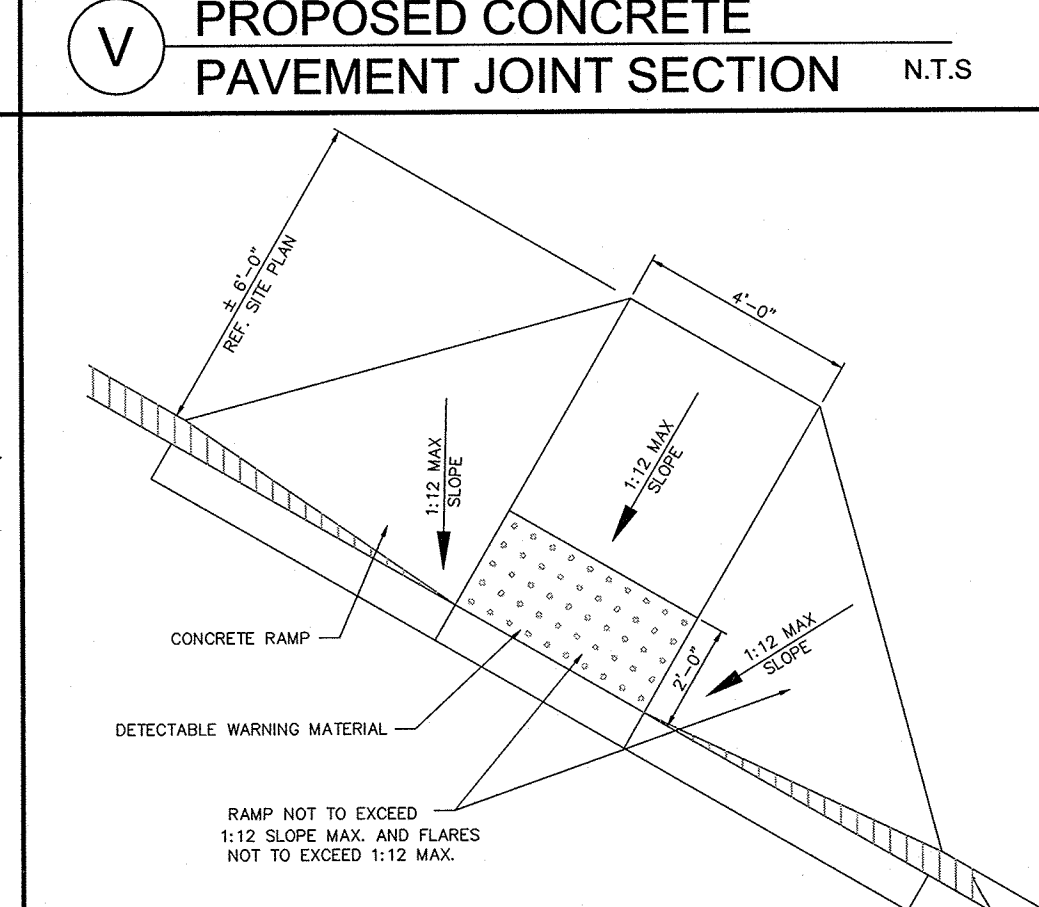 V
PROPOSED CONCRETE
PAVEMENT JOINT SECTION
N.T.S
± 6'-0"
REF. SITE PLAN
4'-0"
1:12 MAX
SLOPE
1:12 MAX
SLOPE
CONCRETE RAMP
1:12 MAX
SLOPE
2'-0"
DETECTABLE WARNING MATERIAL
RAMP NOT TO EXCEED
1:12 SLOPE MAX. AND FLARES
NOT TO EXCEED 1:12 MAX.